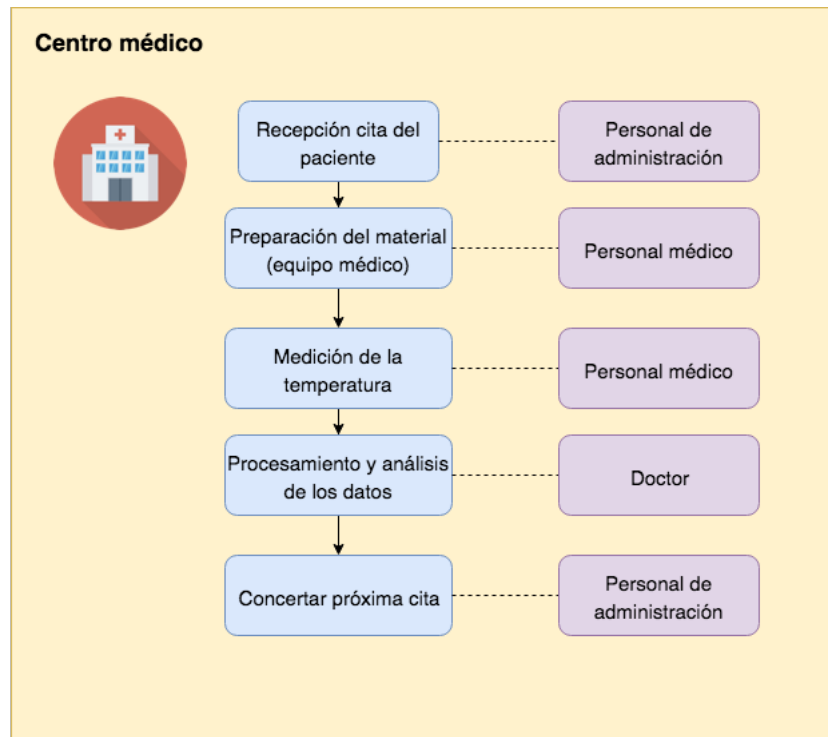 Centro médico
Recepción cita del
paciente
Personal de
administración
Preparación del material
(equipo médico)
Personal médico
Medición de la
temperatura
Personal médico
Procesamiento y análisis
de los datos
Doctor
Concertar próxima cita
Personal de
administración